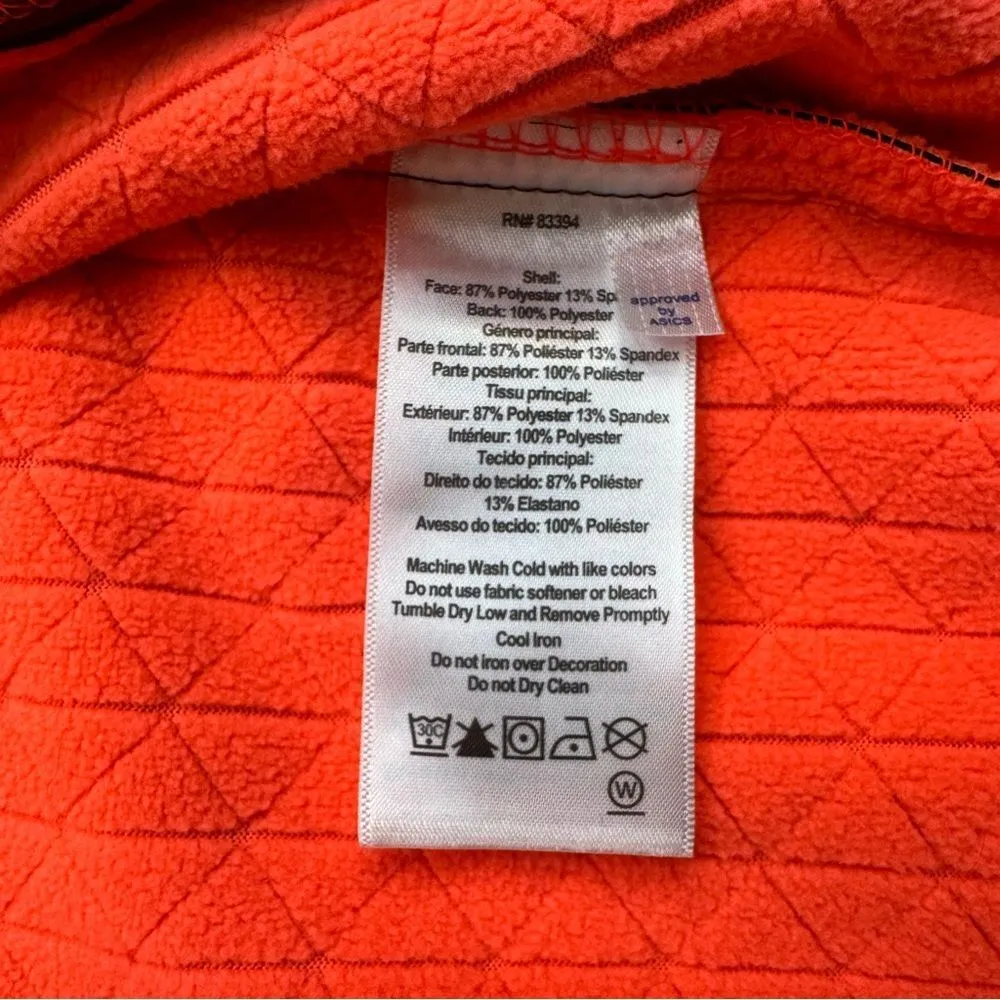 RN# 83394
Shell:
Face: 87% Polyester 13% Sp
Back: 100% Polyester
approved
by
ASICS
Género principal:
Parte frontal: 87% Poliéster 13% Spandex
Parte posterior: 100% Poliéster
Tissu principal:
Extérieur: 87% Polyester 13% Spandex
Intérieur: 100% Polyester
Tecido principal:
Direito do tecido: 87% Poliéster
13% Elastano
Avesso do tecido: 100% Poliéster
Machine Wash Cold with like colors
Do not use fabric softener or bleach
Tumble Dry Low and Remove Promptly
Cool Iron
Do not iron over Decoration
Do not Dry Clean
30C
W